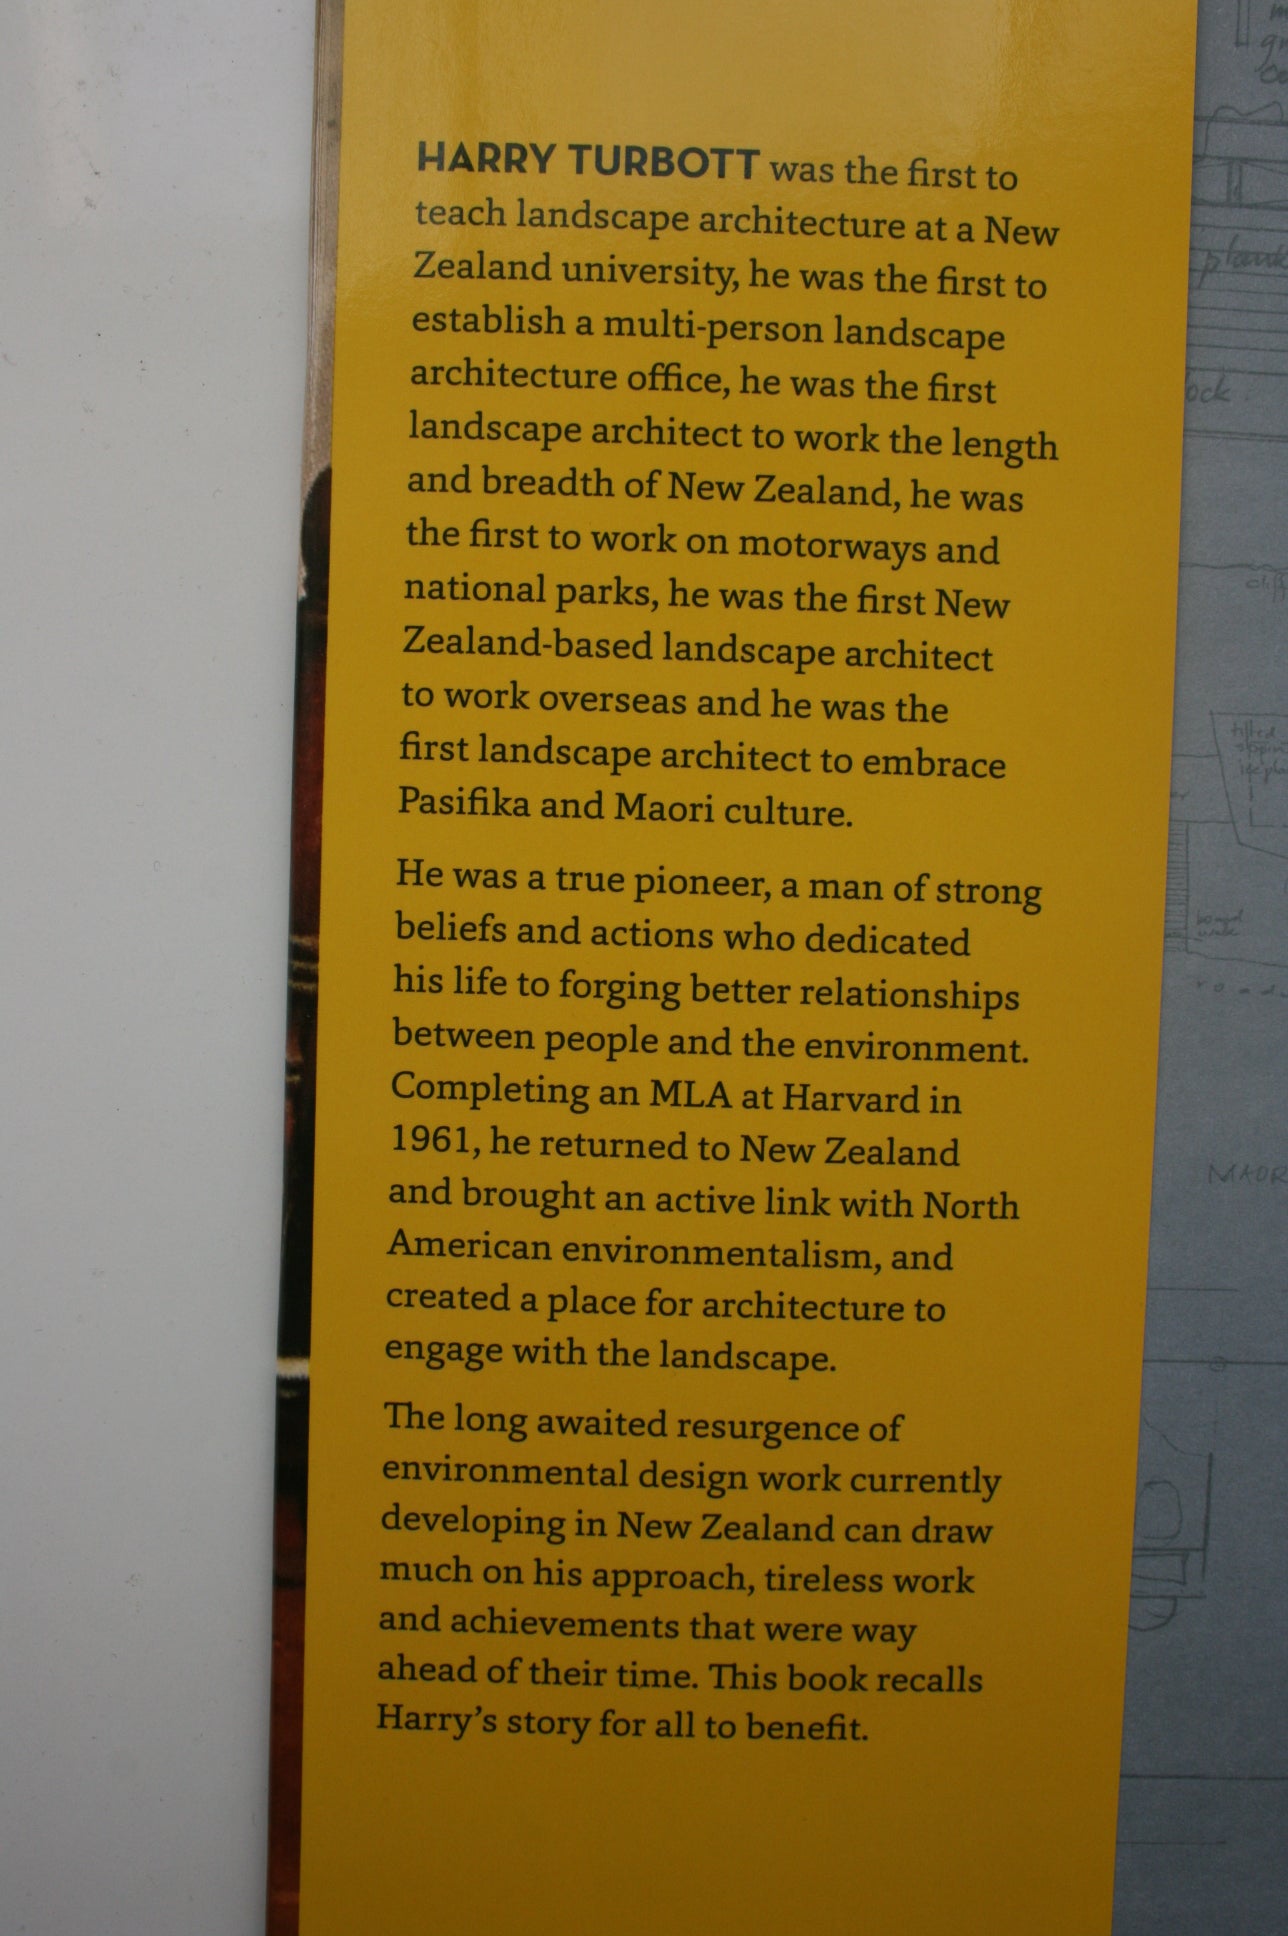 HARRY TURBOTT was the first to
teach landscape architecture at a New
Zealand university, he was the first to
establish a multi-person landscape
architecture office, he was the first
landscape architect to work the length
and breadth of New Zealand, he was
the first to work on motorways and
national parks, he was the first New
Zealand-based landscape architect
to work overseas and he was the
first landscape architect to embrace
Pasifika and Maori culture.
He was a true pioneer, a man of strong
beliefs and actions who dedicated
his life to forging better relationships
between people and the environment.
Completing an MLA at Harvard in
1961, he returned to New Zealand
and brought an active link with North
American environmentalism, and
created a place for architecture to
engage with the landscape.
The long awaited resurgence of
environmental design work currently
developing in New Zealand can draw
much on his approach, tireless work
and achievements that were way
ahead of their time. This book recalls
Harry's story for all to benefit.
plank
ock
MAOR